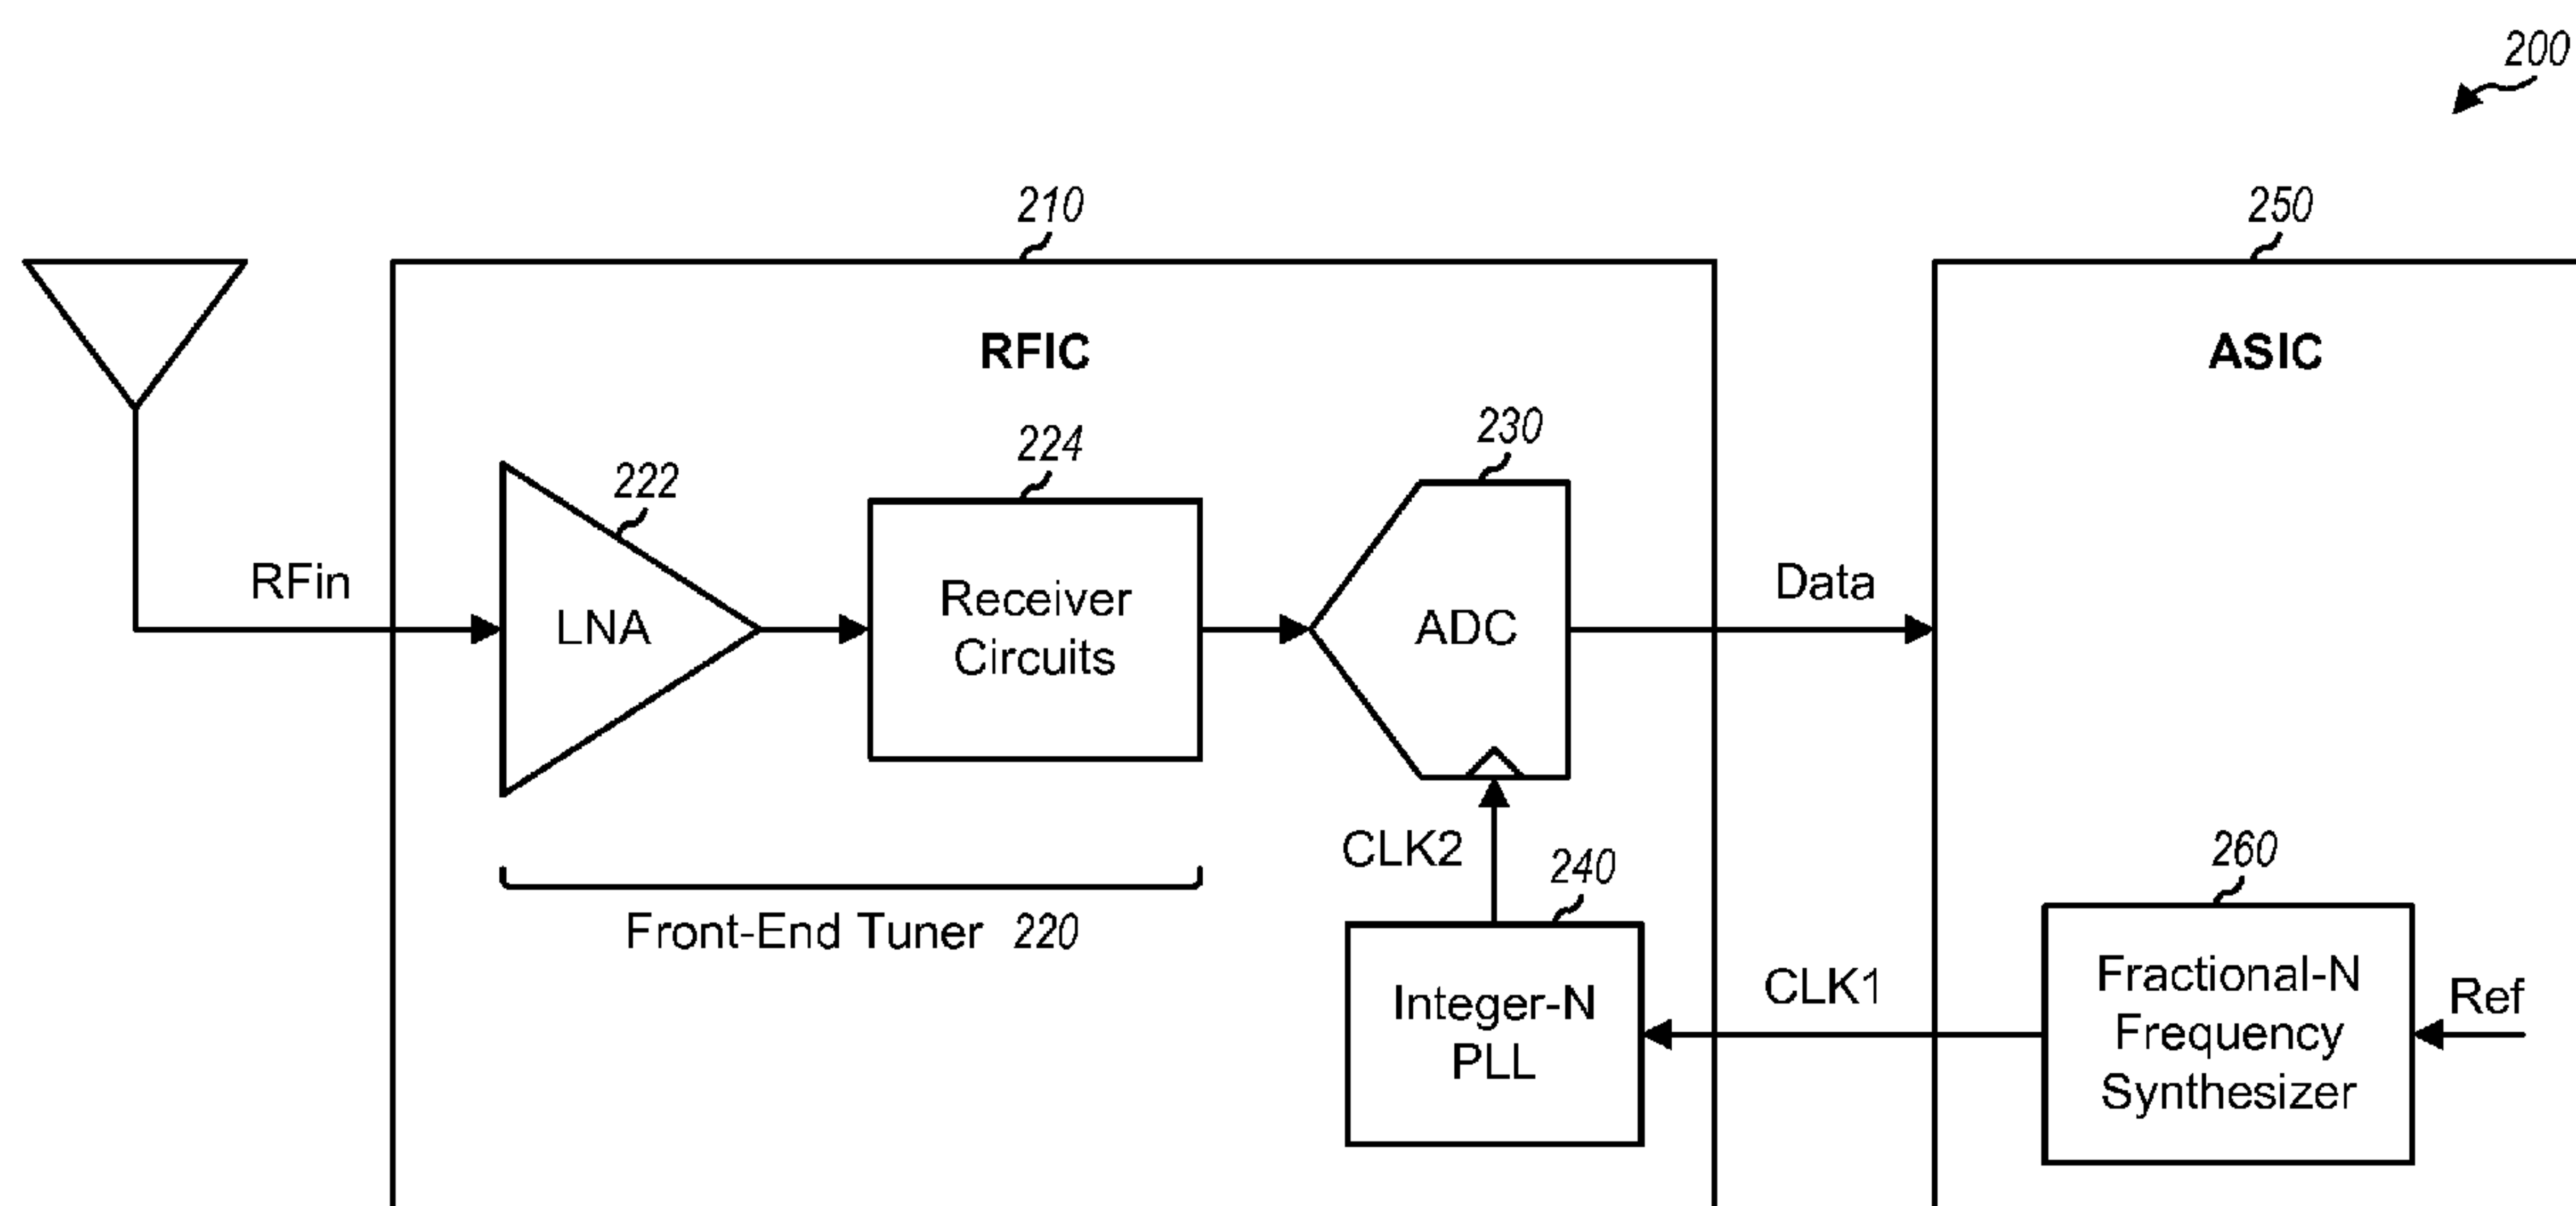 200
210
250
RFIC
ASIC
222
224
230
RFin
LNA
Receiver
Circuits
ADC
Data
CLK2
240
260
Front-End Tuner 220
Integer-N
PLL
CLK1
Fractional-N
Frequency
Synthesizer
Ref